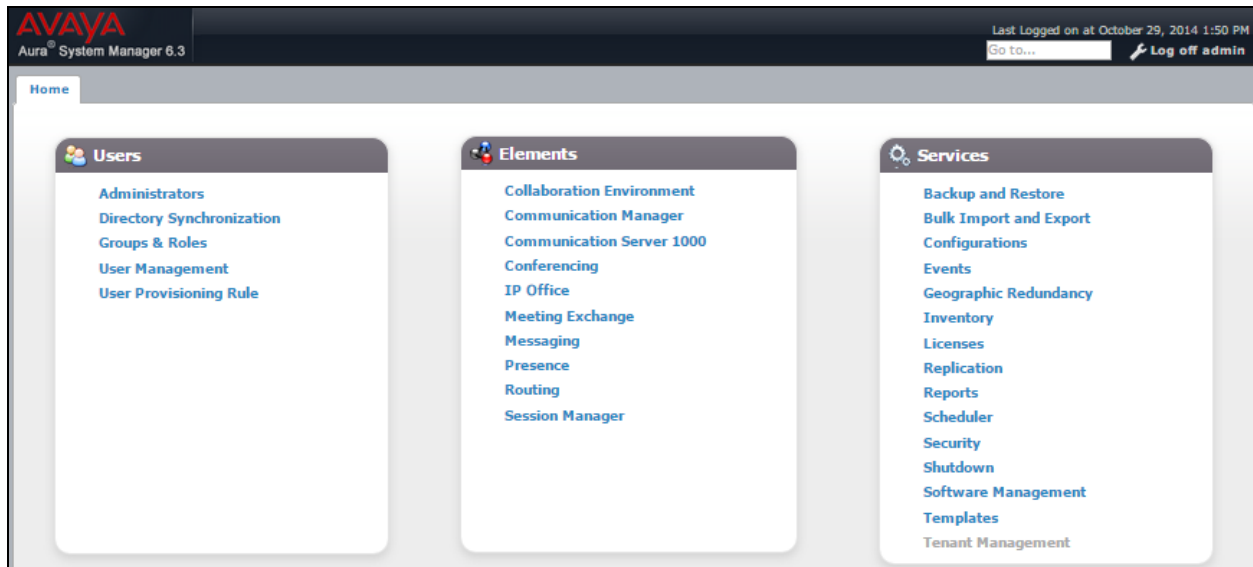 AVAYA
Aura® System Manager 6.3
Last Logged on at October 29, 2014 1:50 PM
Go to...
Log off admin
Home
Users
Administrators
Directory Synchronization
Groups & Roles
User Management
User Provisioning Rule
Elements
Collaboration Environment
Communication Manager
Communication Server 1000
Conferencing
IP Office
Meeting Exchange
Messaging
Presence
Routing
Session Manager
Services
Backup and Restore
Bulk Import and Export
Configurations
Events
Geographic Redundancy
Inventory
Licenses
Replication
Reports
Scheduler
Security
Shutdown
Software Management
Templates
Tenant Management